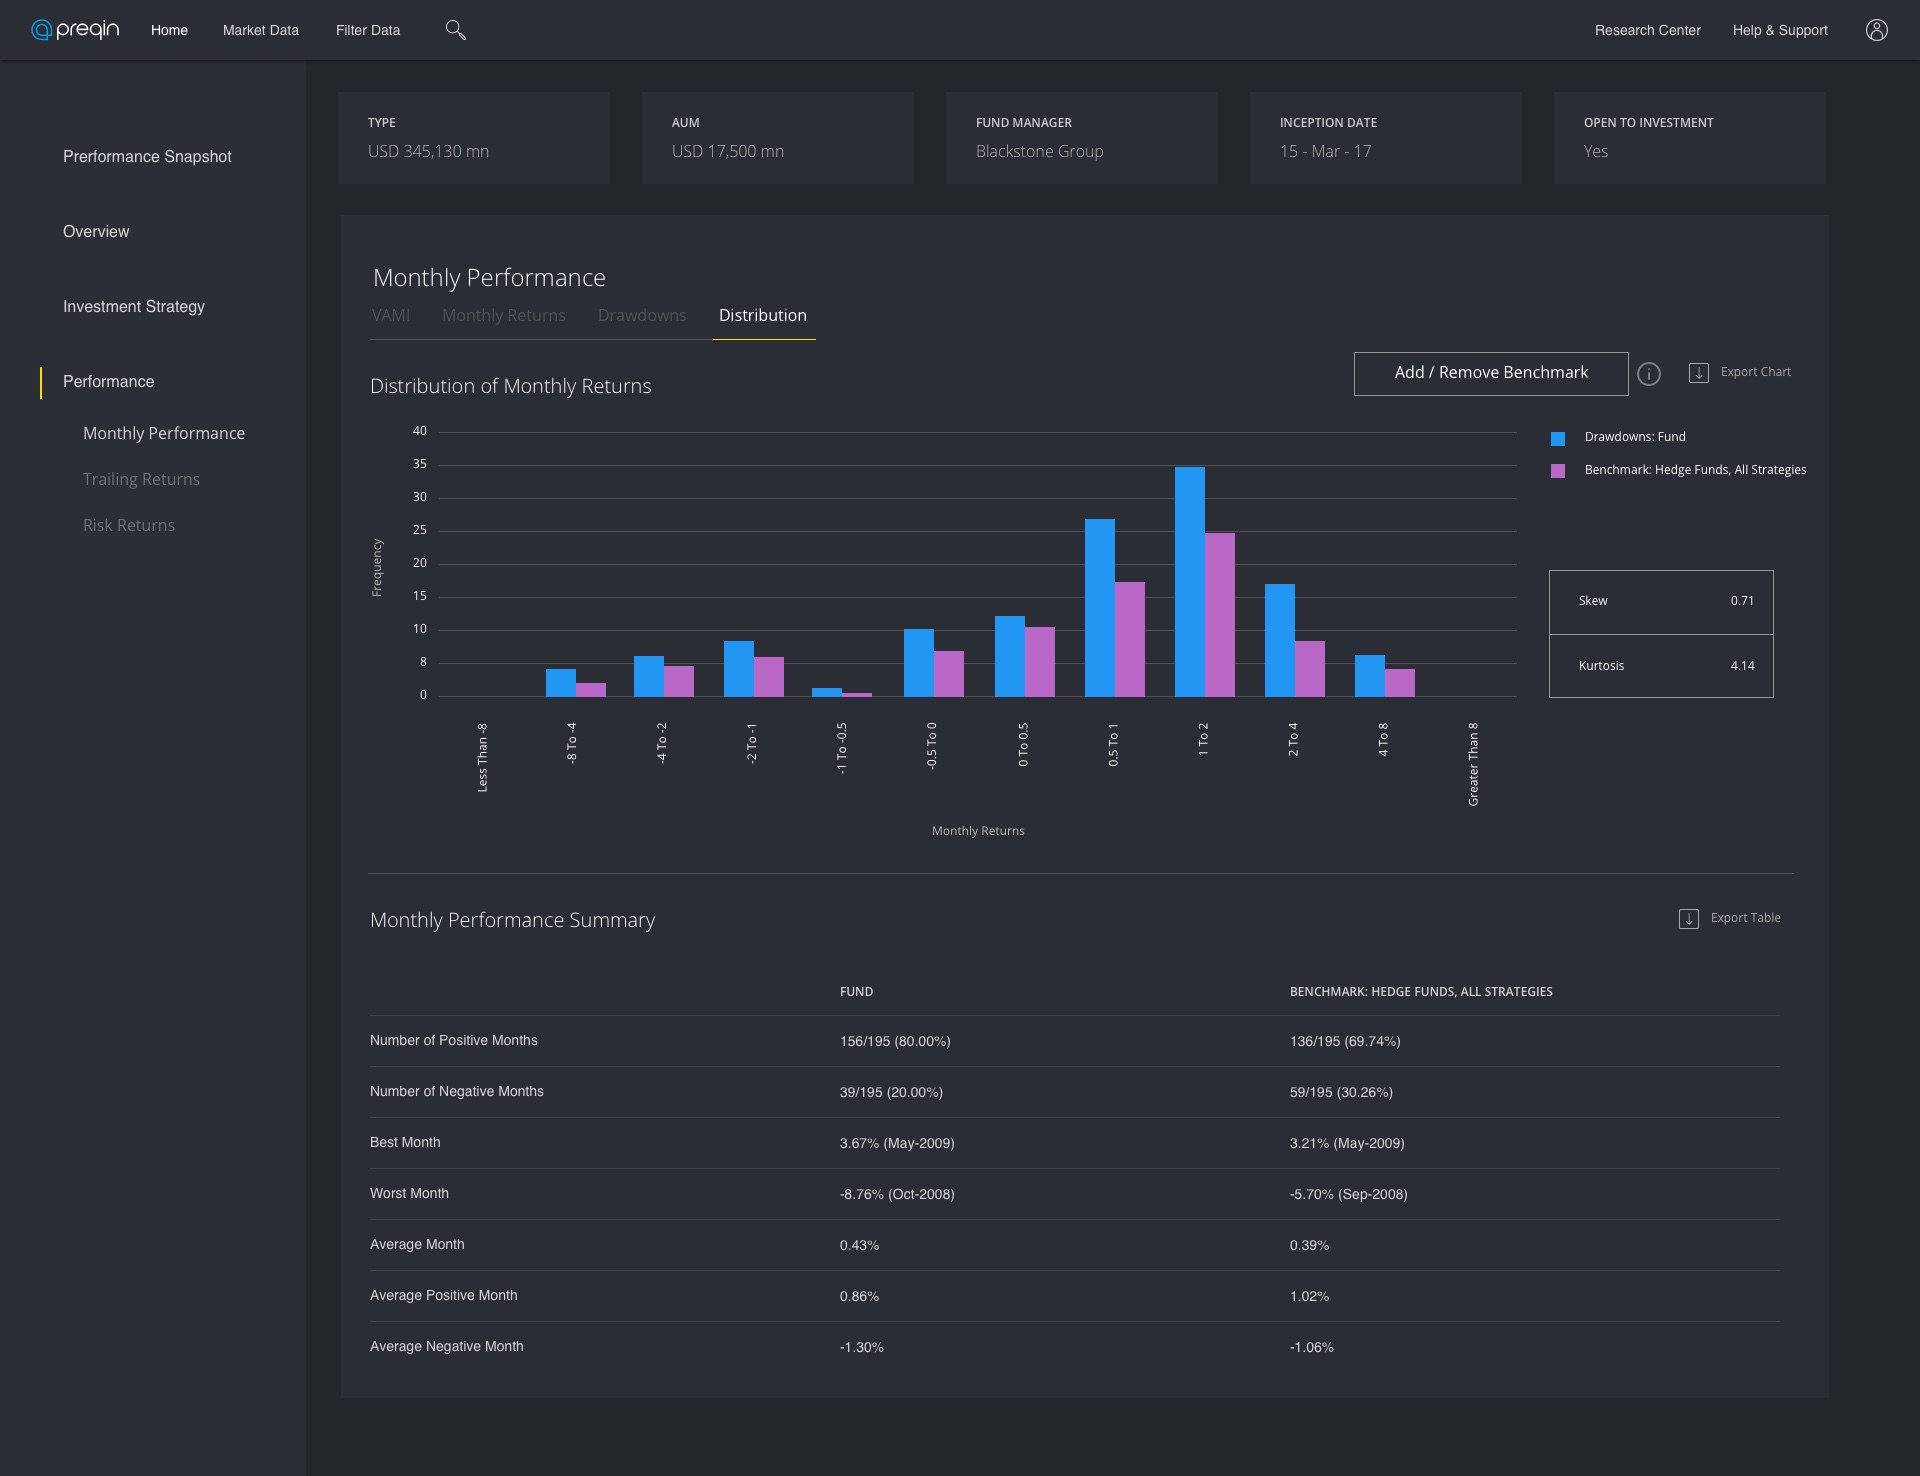 preqin Home Market Data Filter Data Research Center Help & Support
Prerformance Snapshot
Overview
Investment Strategy
Performance
Monthly Performance
Trailing Returns
Risk Returns
TYPE
USD 345,130 mn
AUM
USD 17,500 mn
FUND MANAGER
Blackstone Group
INCEPTION DATE
15 - Mar - 17
OPEN TO INVESTMENT
Yes
Monthly Performance
VAMI Monthly Returns Drawdowns Distribution
Distribution of Monthly Returns
Add / Remove Benchmark
i
Export Chart
Frequency
40
35
30
25
20
15
10
8
0
Less Than -8
-8 To -4
-4 To -2
-2 To -1
-1 To -0.5
-0.5 To 0
0 To 0.5
0.5 To 1
1 To 2
2 To 4
4 To 8
Greater Than 8
Monthly Returns
Drawdowns: Fund
Benchmark: Hedge Funds, All Strategies
Skew 0.71
Kurtosis 4.14
Monthly Performance Summary
Export Table
FUND BENCHMARK: HEDGE FUNDS, ALL STRATEGIES
Number of Positive Months 156/195 (80.00%) 136/195 (69.74%)
Number of Negative Months 39/195 (20.00%) 59/195 (30.26%)
Best Month 3.67% (May-2009) 3.21% (May-2009)
Worst Month -8.76% (Oct-2008) -5.70% (Sep-2008)
Average Month 0.43% 0.39%
Average Positive Month 0.86% 1.02%
Average Negative Month -1.30% -1.06%